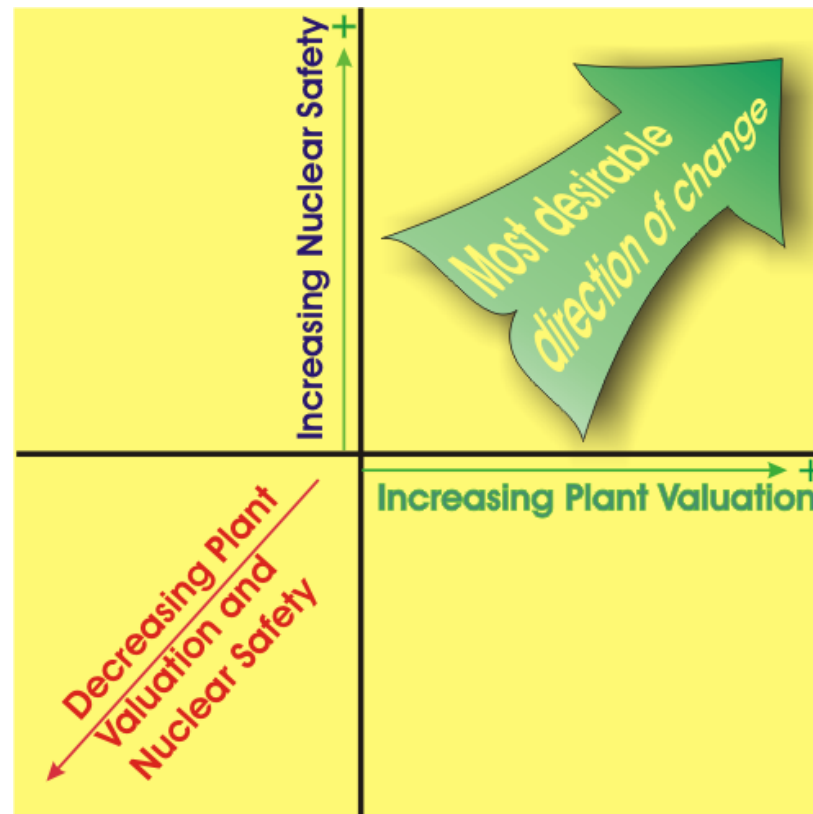 +
Increasing Nuclear Safety
Most desirable
direction of change
+
Increasing Plant Valuation
Decreasing Plant
Valuation and
Nuclear Safety